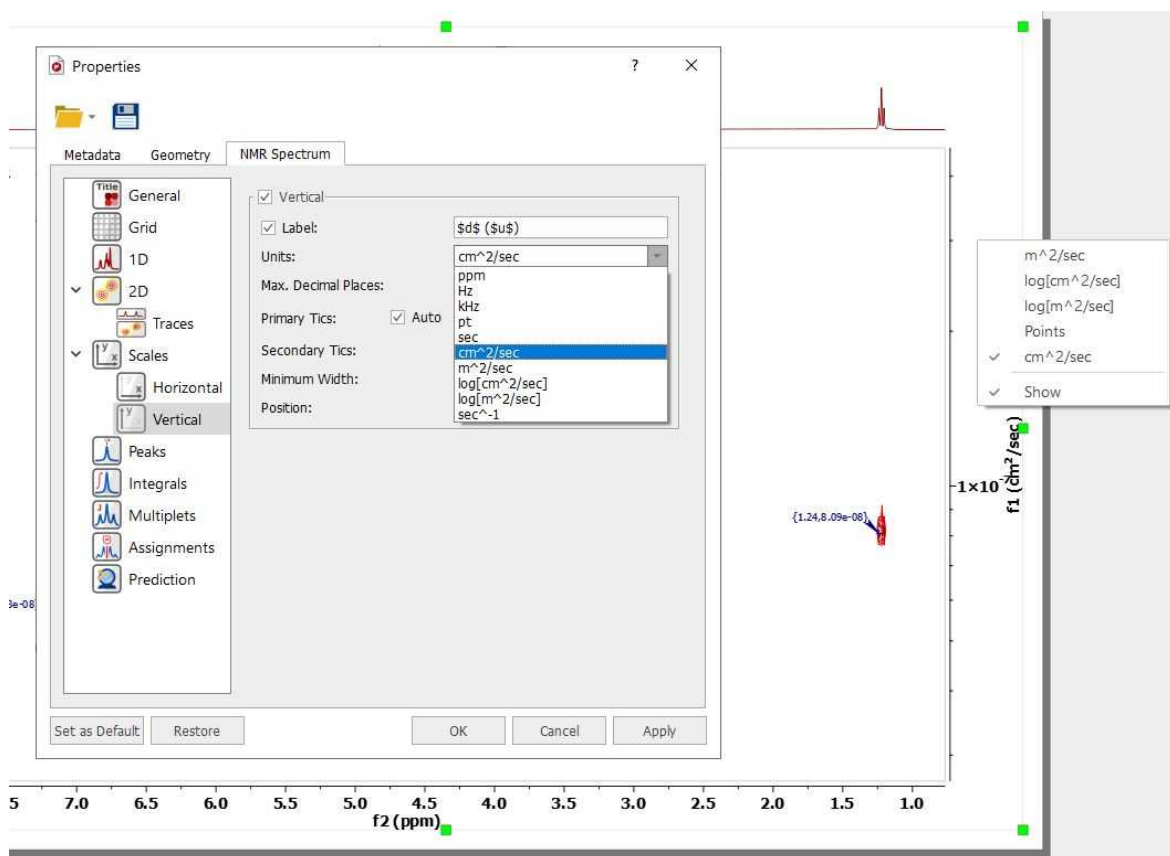 Properties
?
Metadata Geometry NMR Spectrum
Title
General
Grid
1D
2D
Traces
Scales
Horizontal
Vertical
Peaks
Integrals
Multiplets
Assignments
Prediction
Vertical
Label: $d$ ($u$)
Units: cm^2/sec
Max. Decimal Places:
Primary Tics: Auto
Secondary Tics:
Minimum Width:
Position:
ppm
Hz
kHz
pt
sec
cm^2/sec
m^2/sec
log[cm^2/sec]
log[m^2/sec]
sec^-1
Set as Default Restore OK Cancel Apply
m^2/sec
log[cm^2/sec]
log[m^2/sec]
Points
cm^2/sec
Show
f1 (cm²/sec)
1×10
{1.24,8.09e-08}
e-08
5 7.0 6.5 6.0 5.5 5.0 4.5 4.0 3.5 3.0 2.5 2.0 1.5 1.0
f2 (ppm)